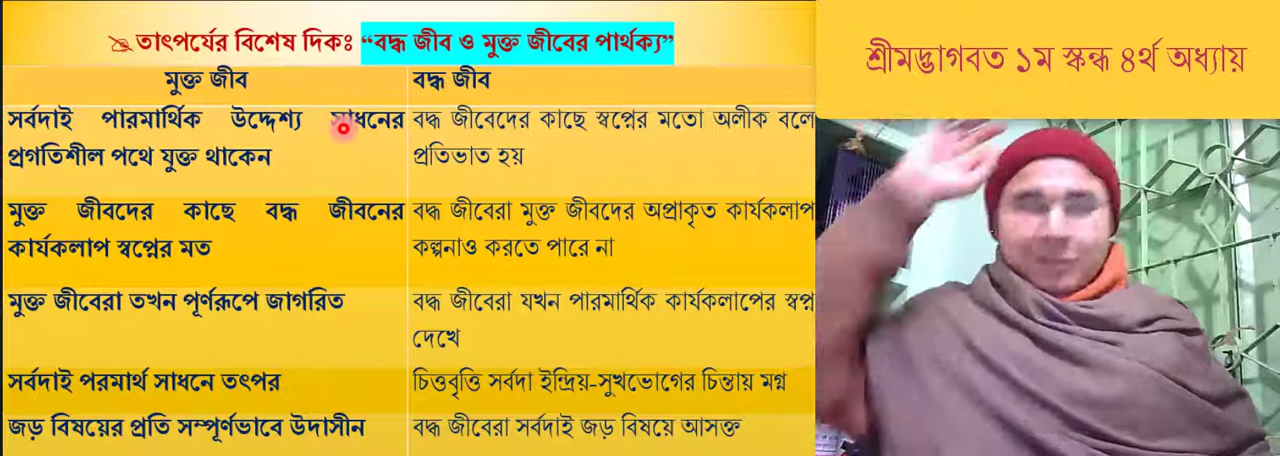 তাৎপর্যের বিশেষ দিকঃ “বদ্ধ জীব ও মুক্ত জীবের পার্থক্য”
শ্রীমদ্ভাগবত ১ম স্কন্ধ ৪র্থ অধ্যায়
মুক্ত জীব
বদ্ধ জীব
সর্বদাই পারমার্থিক উদ্দেশ্য সাধনের
প্রগতিশীল পথে যুক্ত থাকেন
বদ্ধ জীবেদের কাছে স্বপ্নের মতো অলীক বলে
প্রতিভাত হয়
মুক্ত জীবদের কাছে বদ্ধ জীবনের
কার্যকলাপ স্বপ্নের মত
বদ্ধ জীবেরা মুক্ত জীবদের অপ্রাকৃত কার্যকলাপ
কল্পনাও করতে পারে না
মুক্ত জীবেরা তখন পূর্ণরূপে জাগরিত
বদ্ধ জীবেরা যখন পারমার্থিক কার্যকলাপের স্বপ্ন
দেখে
সর্বদাই পরমার্থ সাধনে তৎপর
চিত্তবৃত্তি সর্বদা ইন্দ্রিয়-সুখভোগের চিন্তায় মগ্ন
জড় বিষয়ের প্রতি সম্পূর্ণভাবে উদাসীন
বদ্ধ জীবেরা সর্বদাই জড় বিষয়ে আসক্ত